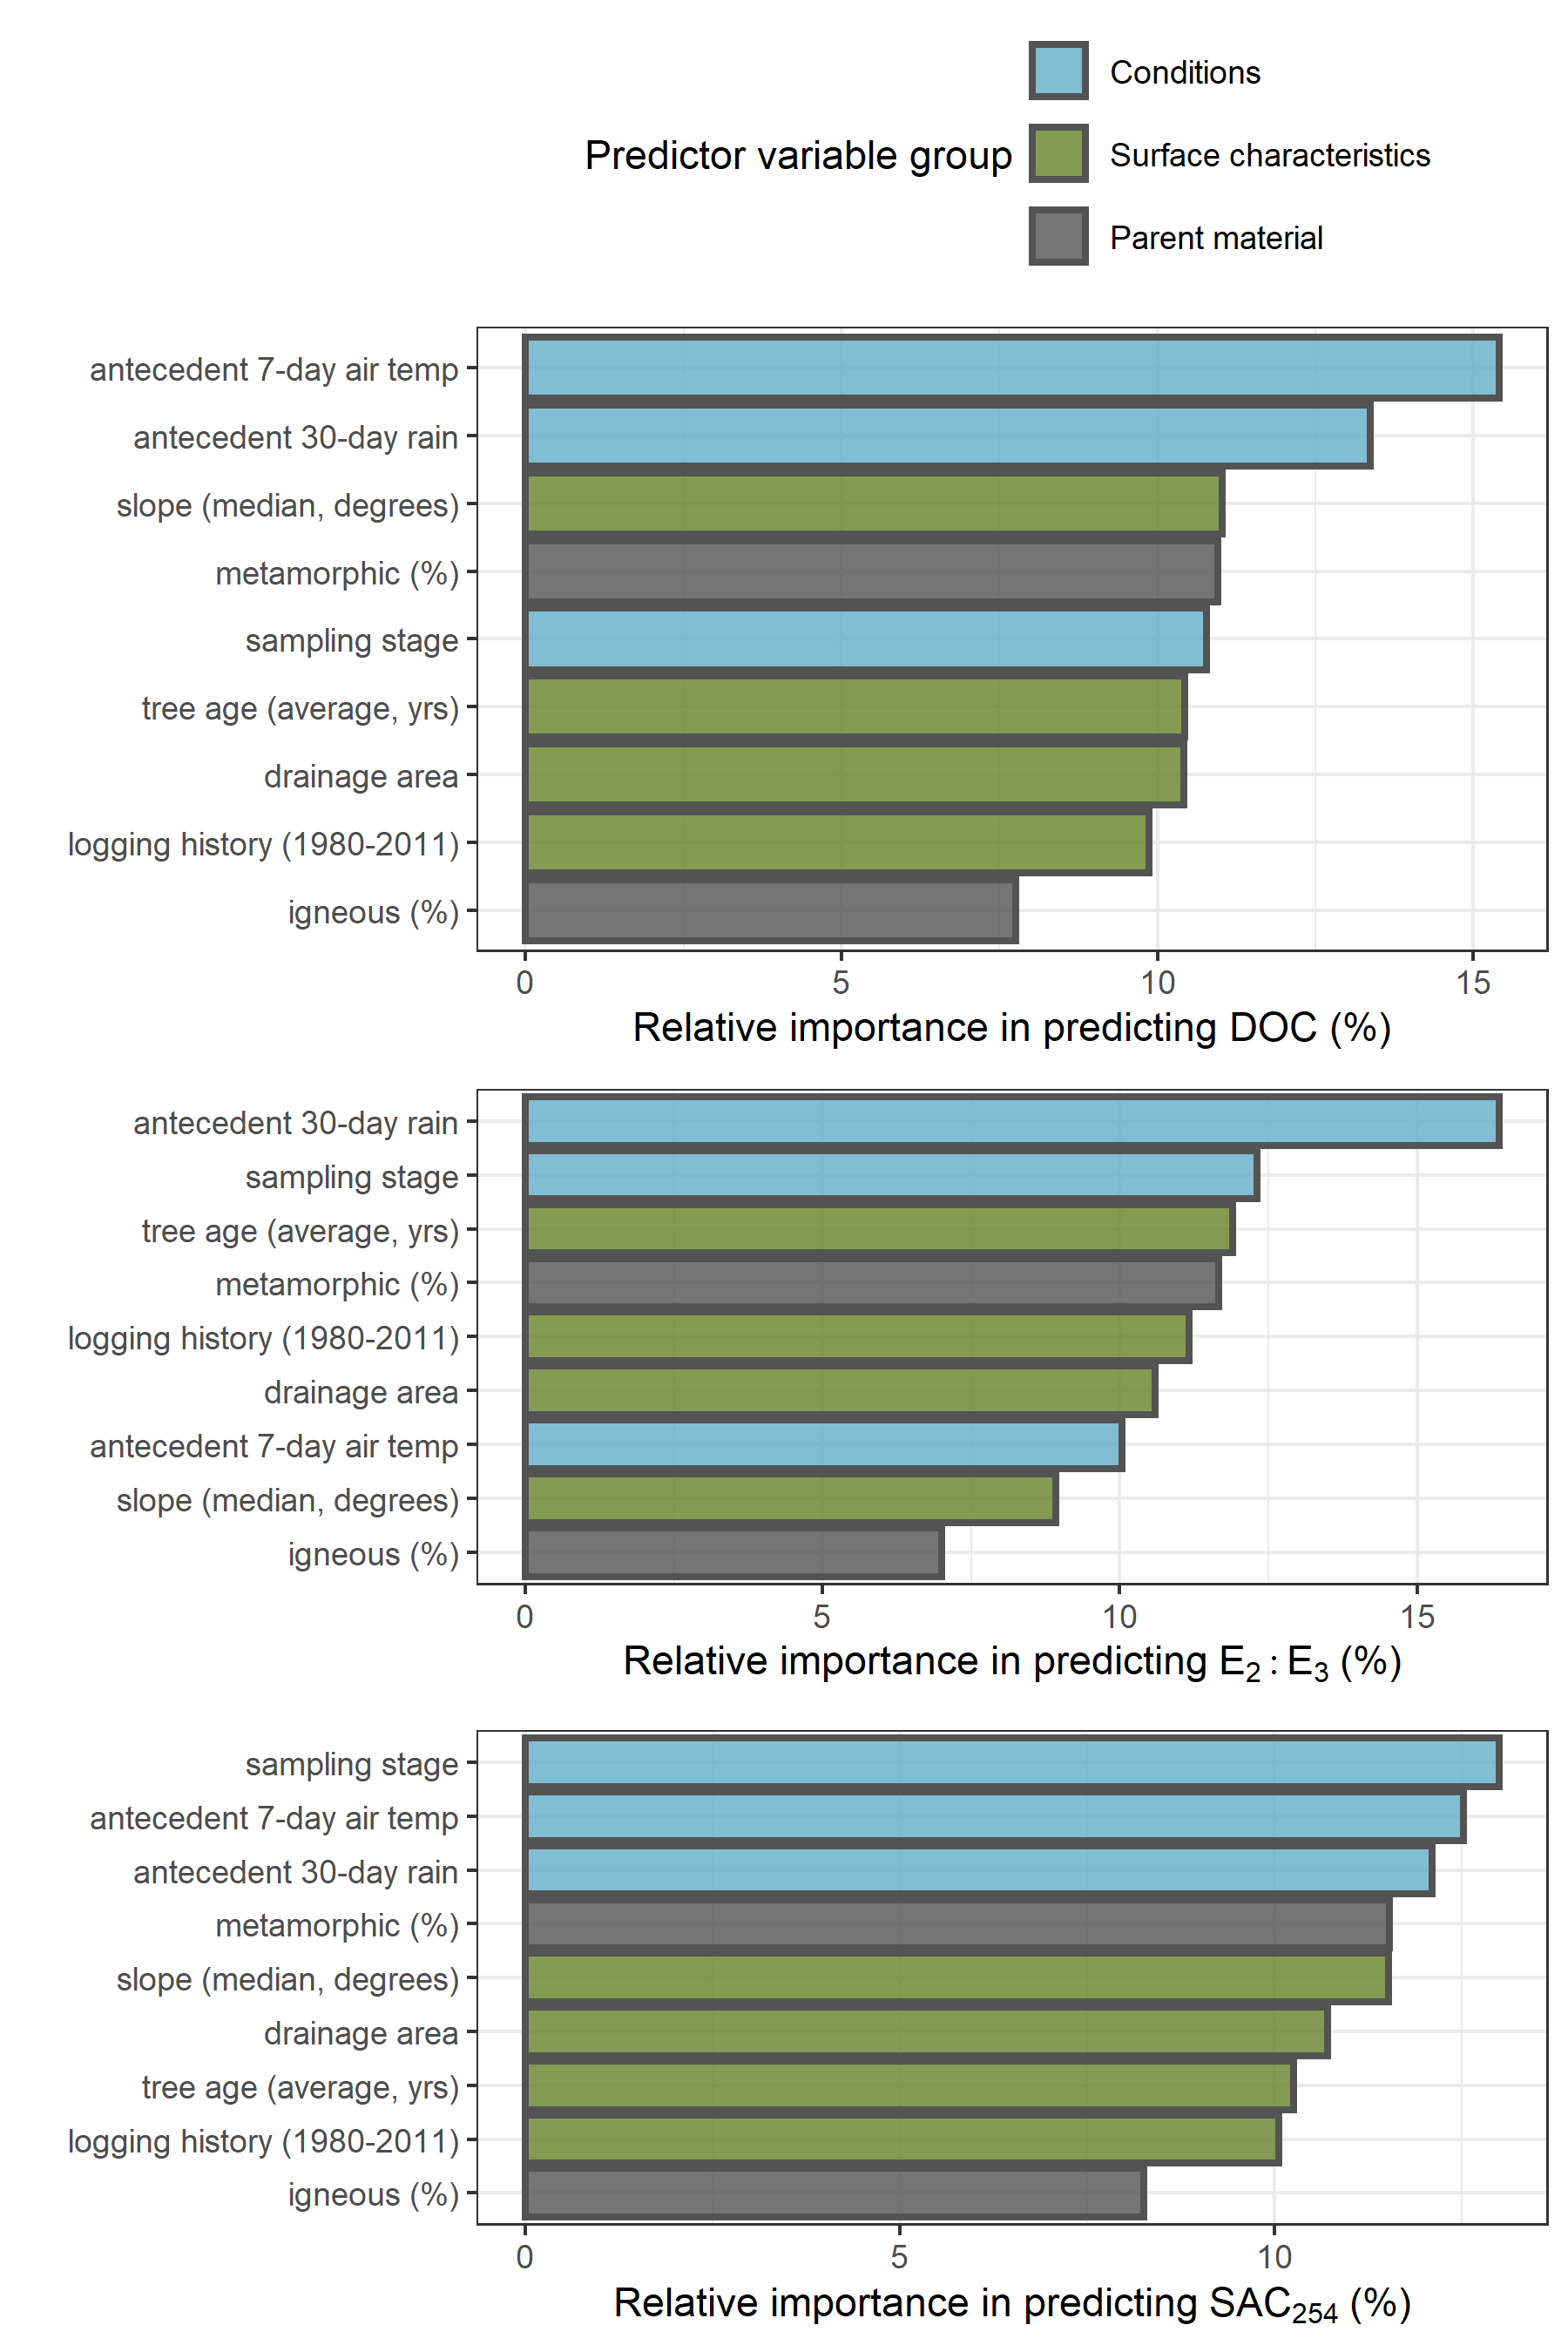 Conditions
Predictor variable group
Surface characteristics
Parent material
antecedent 7-day air temp
antecedent 30-day rain
slope (median, degrees)
metamorphic (%)
sampling stage
tree age (average, yrs)
drainage area
logging history (1980-2011)
igneous (%)
0 5 10 15
Relative importance in predicting DOC (%)
antecedent 30-day rain
sampling stage
tree age (average, yrs)
metamorphic (%)
logging history (1980-2011)
drainage area
antecedent 7-day air temp
slope (median, degrees)
igneous (%)
0 5 10 15
Relative importance in predicting E₂ : E₃ (%)
sampling stage
antecedent 7-day air temp
antecedent 30-day rain
metamorphic (%)
slope (median, degrees)
drainage area
tree age (average, yrs)
logging history (1980-2011)
igneous (%)
0 5 10
Relative importance in predicting SAC₂₅₄ (%)